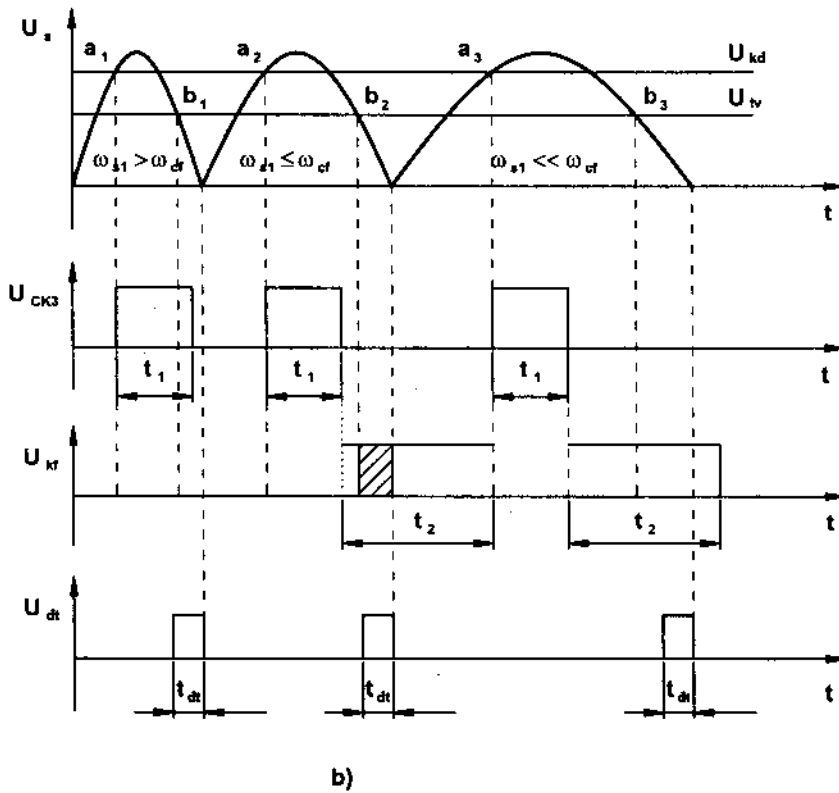 U s
a 1
a 2
a 3
U kd
b 1
b 2
b 3
U tv
ω s1 > ω cf
ω s1 ≤ ω cf
ω s1 << ω cf
t
U CK3
t
t 1
t 1
t 1
U kf
t
t 2
t 2
U dt
t
t dt
t dt
t dt
b)